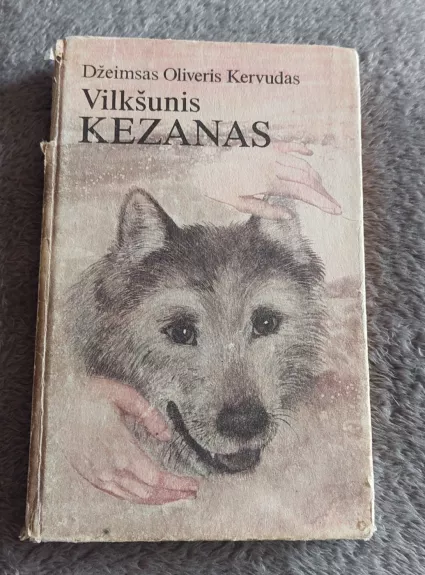 Džeimsas Oliveris Kervudas
Vilkšunis
KEZANAS